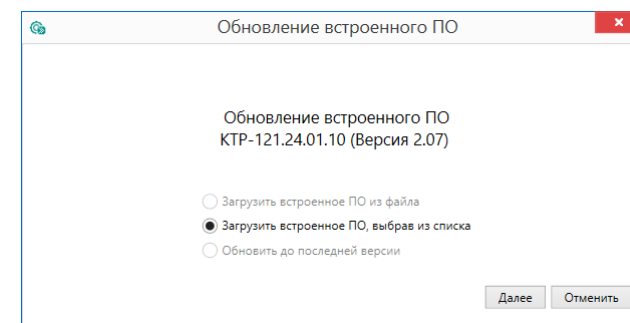 Обновление встроенного ПО
Обновление встроенного ПО
КТР-121.24.01.10 (Версия 2.07)
Загрузить встроенное ПО из файла
Загрузить встроенное ПО, выбрав из списка
Обновить до последней версии
Далее Отменить